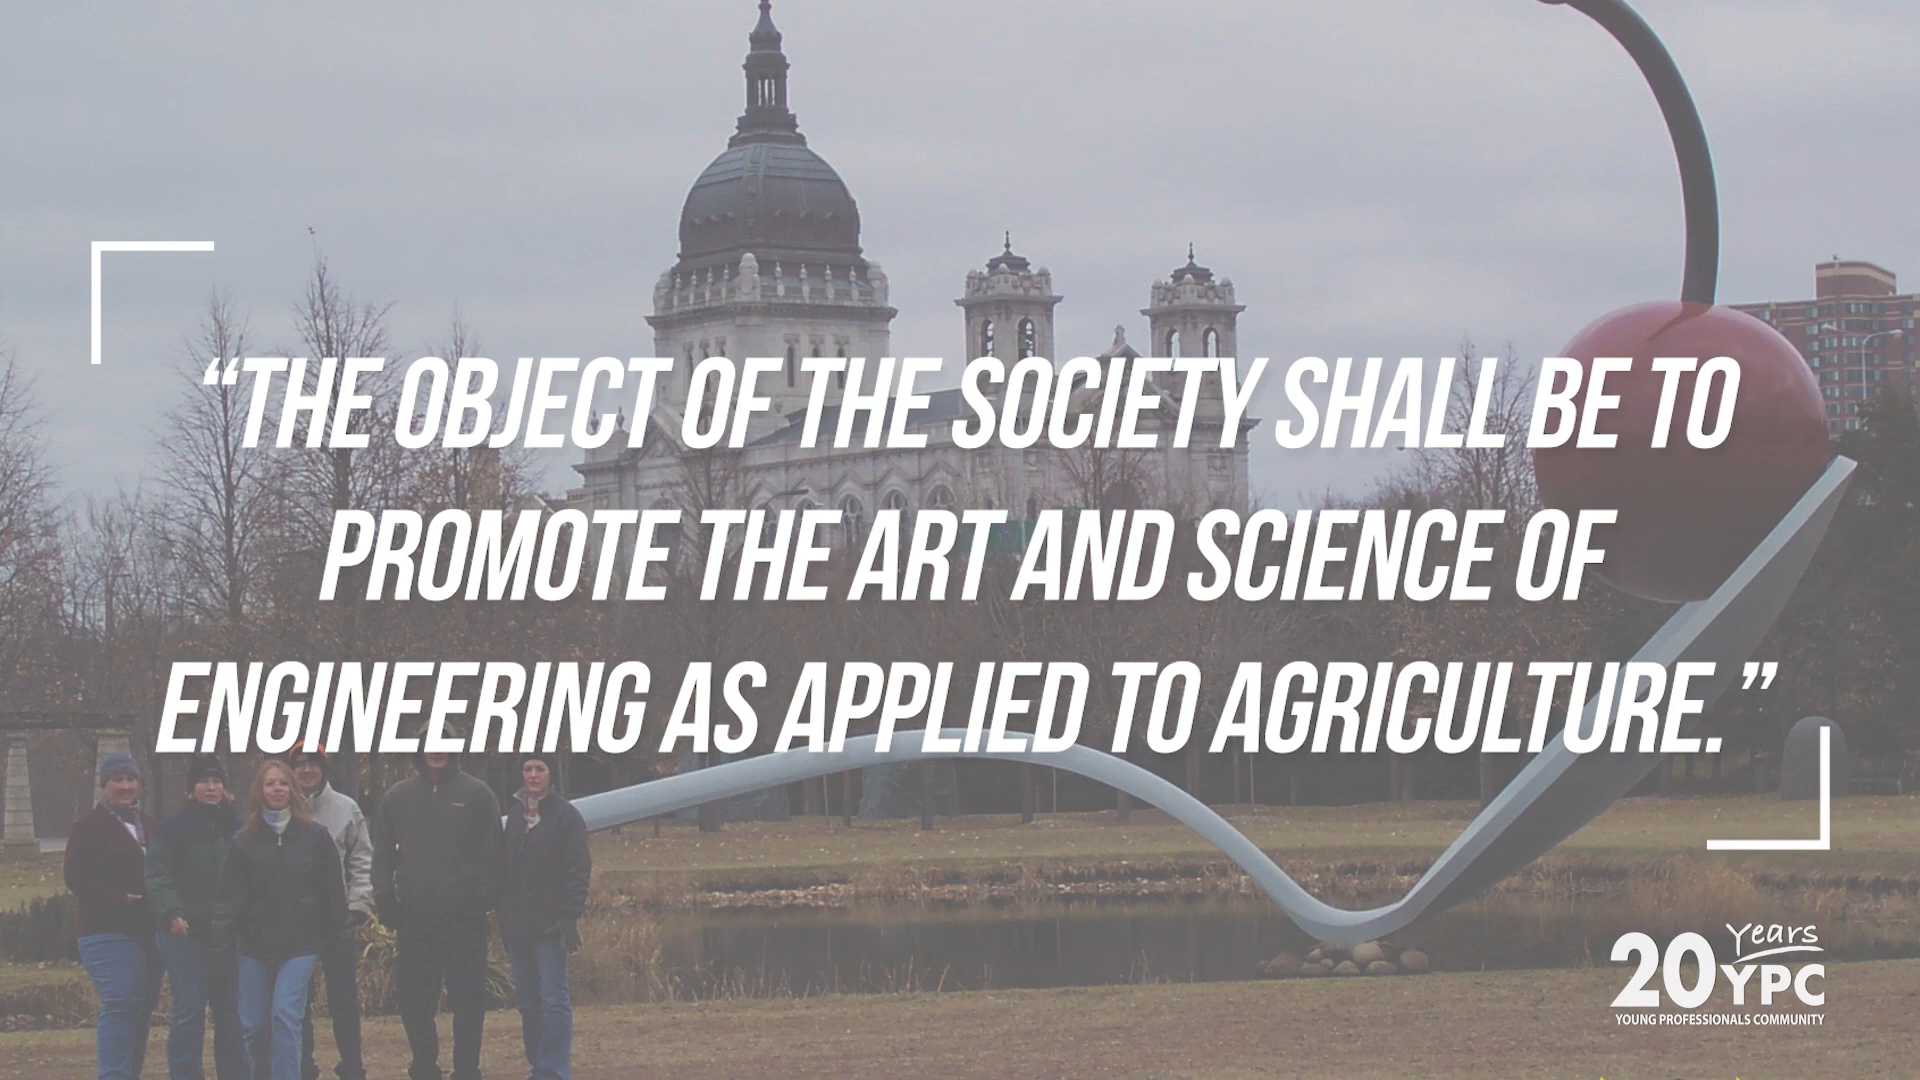 “THE OBJECT OF THE SOCIETY SHALL BE TO
PROMOTE THE ART AND SCIENCE OF
ENGINEERING AS APPLIED TO AGRICULTURE.”
20 Years YPC
YOUNG PROFESSIONALS COMMUNITY